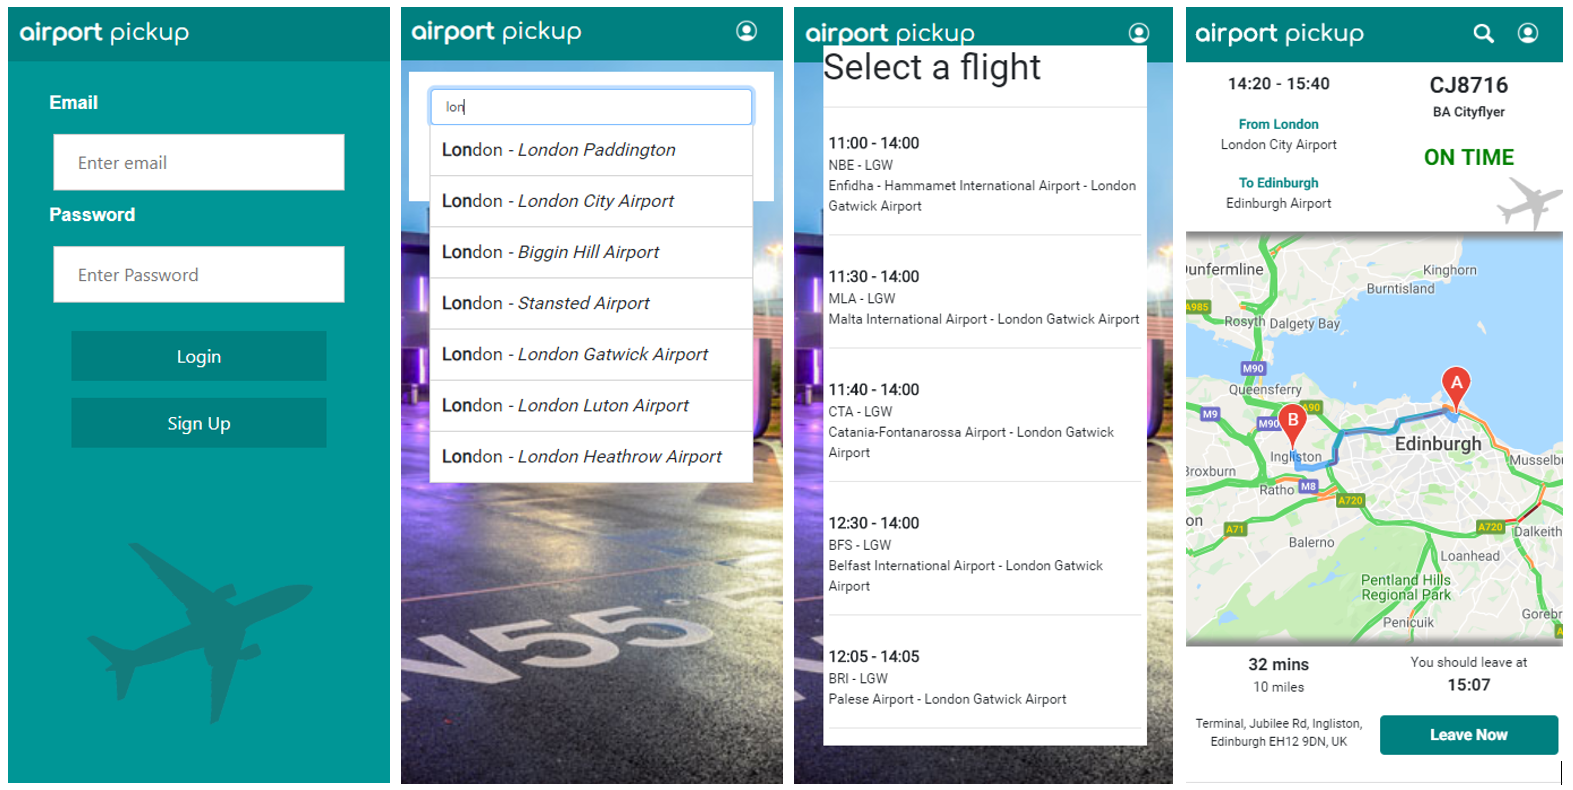 airport pickup
Email
Enter email
Password
Enter Password
Login
Sign Up
airport pickup
lon
London - London Paddington
London - London City Airport
London - Biggin Hill Airport
London - Stansted Airport
London - London Gatwick Airport
London - London Luton Airport
London - London Heathrow Airport
N55°
airport pickup
Select a flight
11:00 - 14:00
NBE - LGW
Enfidha - Hammamet International Airport - London
Gatwick Airport
11:30 - 14:00
MLA - LGW
Malta International Airport - London Gatwick Airport
11:40 - 14:00
CTA - LGW
Catania-Fontanarossa Airport - London Gatwick
Airport
12:30 - 14:00
BFS - LGW
Belfast International Airport - London Gatwick
Airport
12:05 - 14:05
BRI - LGW
Palese Airport - London Gatwick Airport
airport pickup
14:20 - 15:40
CJ8716
BA Cityflyer
From London
London City Airport
ON TIME
To Edinburgh
Edinburgh Airport
Kinghorn
Burntisland
A985
Rosyth
Dalgety Bay
M90
Queensferry
A
M9
M90
A90
B
Edinburgh
Ingliston
Ratho
M8
A720
A71
A720
Balerno
Dalkeith
Loanhead
Pentland Hills
Regional Park
Penicuik
32 mins
10 miles
You should leave at
15:07
Terminal, Jubilee Rd, Ingliston,
Edinburgh EH12 9DN, UK
Leave Now